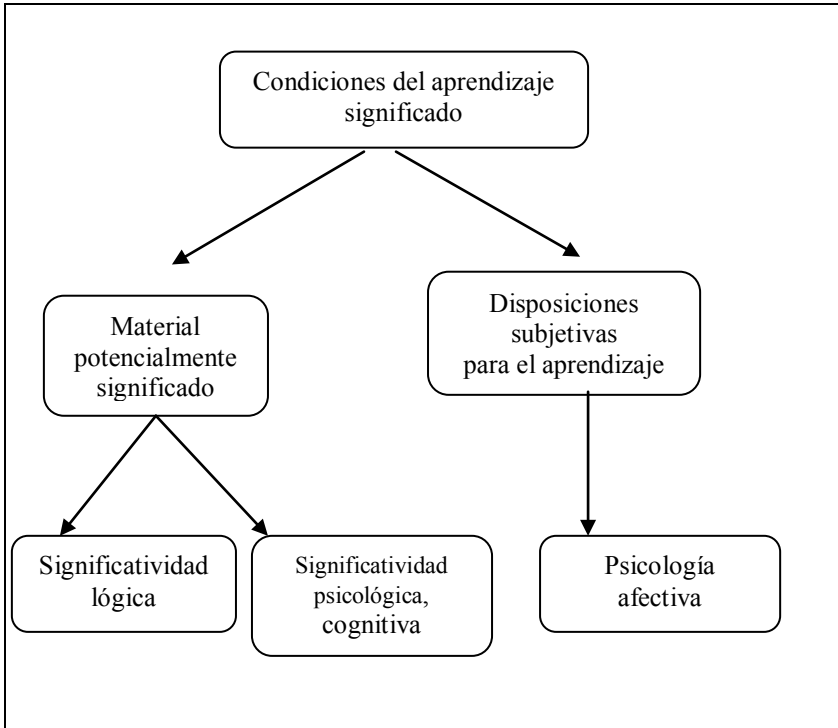 Condiciones del aprendizaje
significado
Material
potencialmente
significado
Disposiciones
subjetivas
para el aprendizaje
Significatividad
lógica
Significatividad
psicológica,
cognitiva
Psicología
afectiva